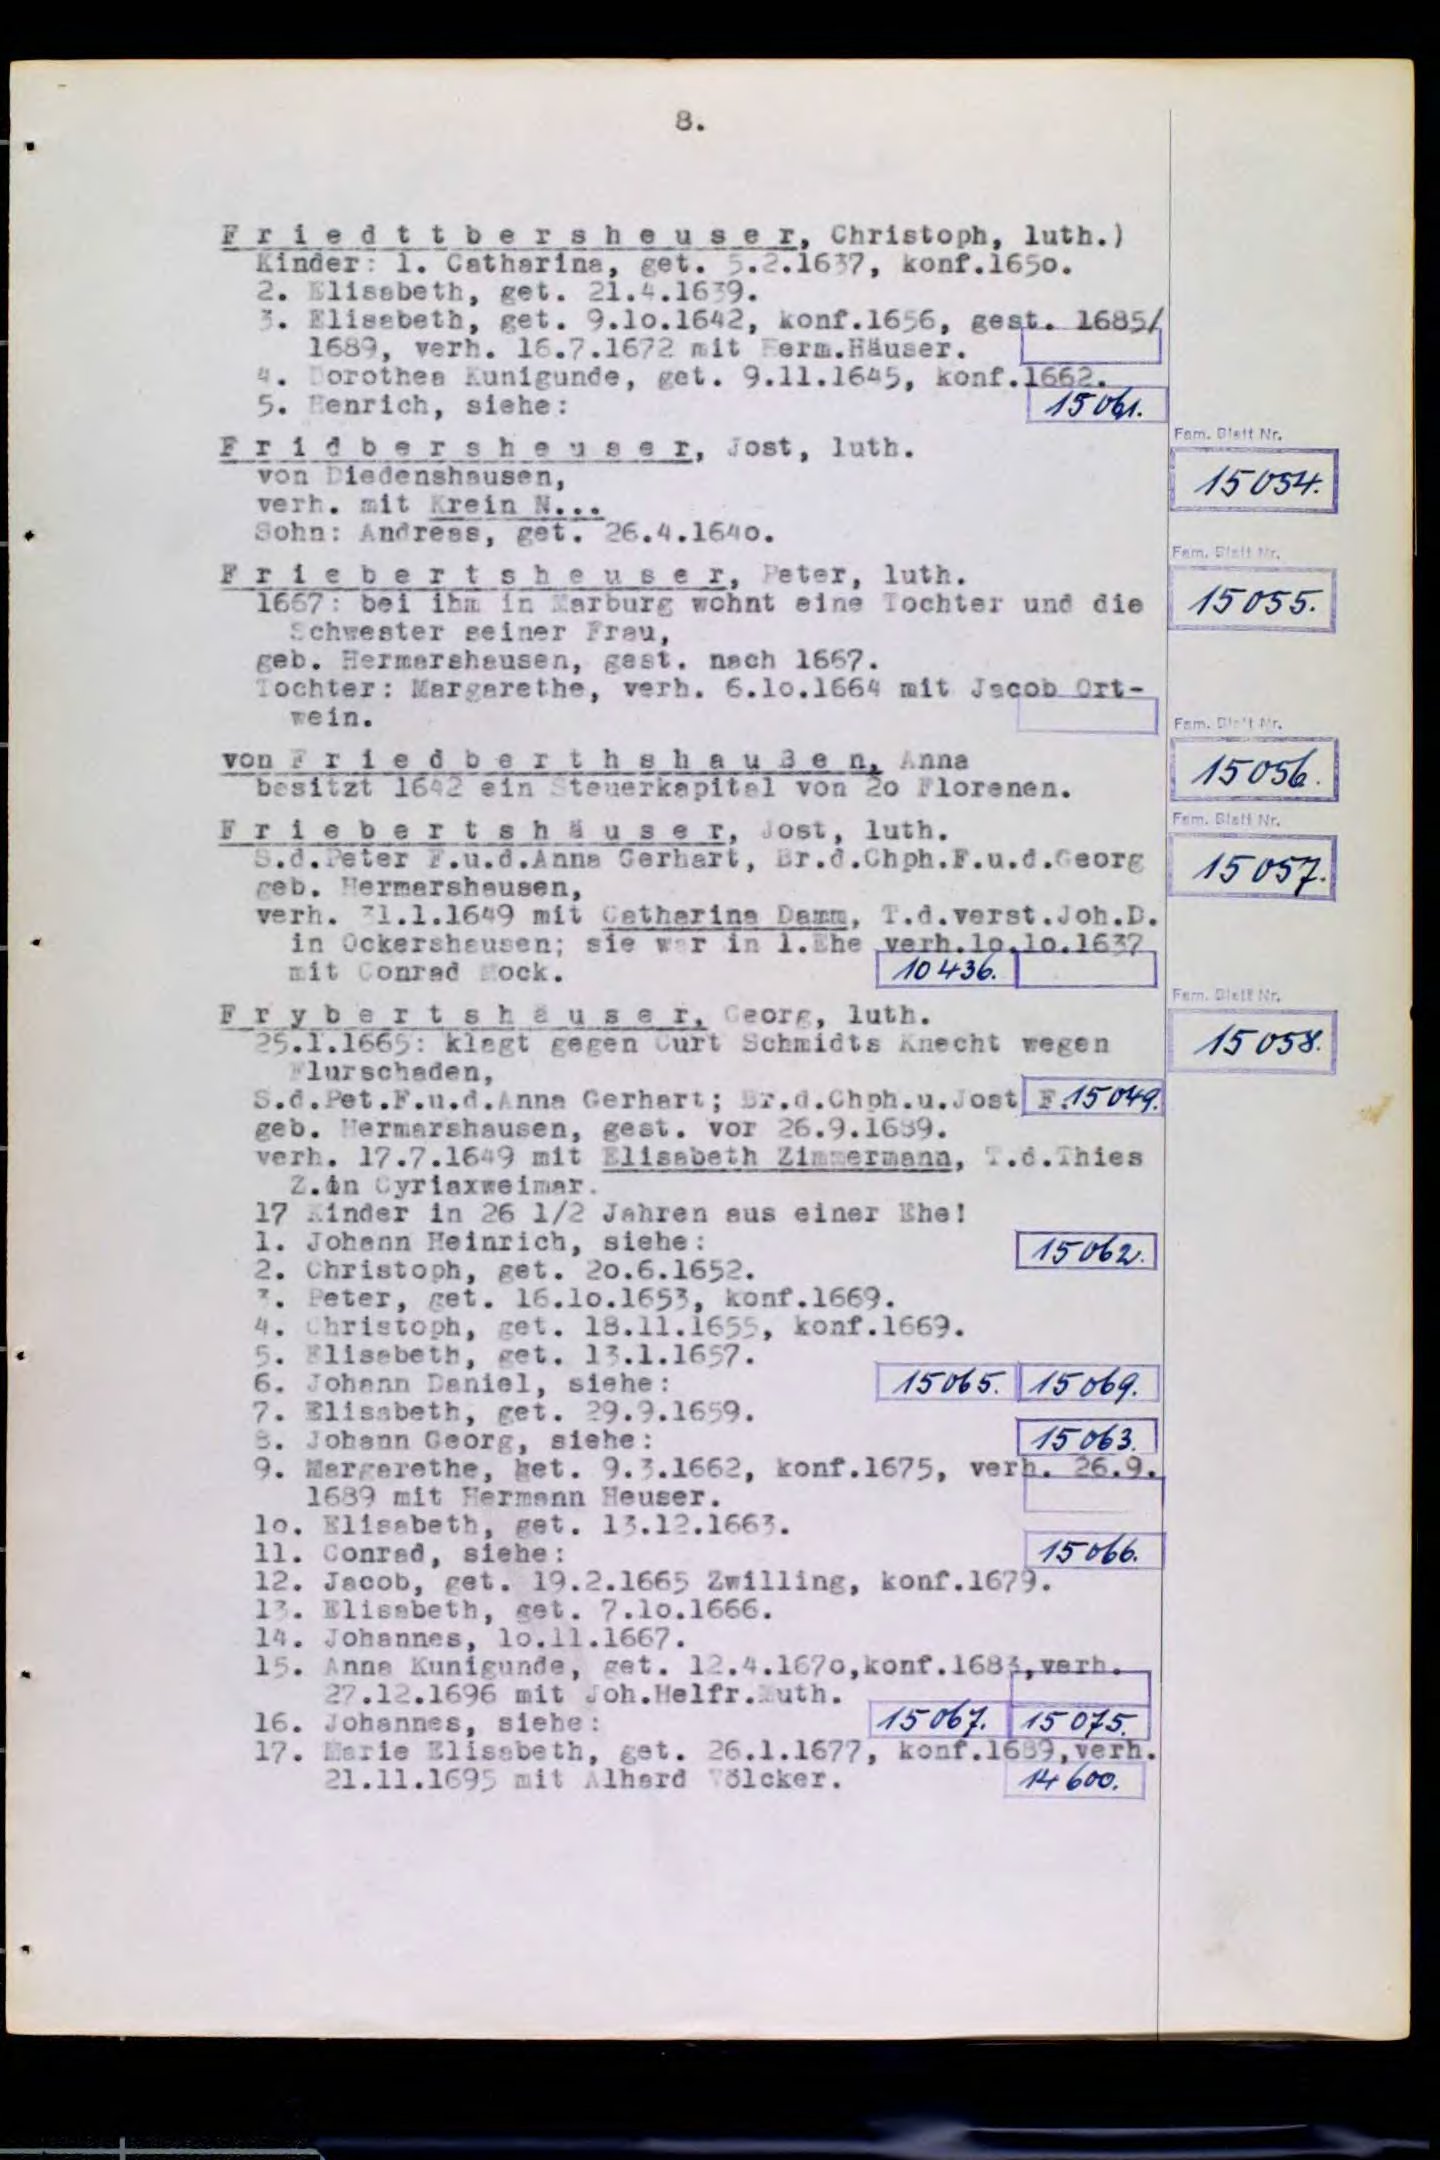 8.
F r i e d t t b e r s h e u s e r, Christoph, luth.)
Kinder: 1. Catharina, get. 5.2.1637, konf.1650.
2. Elisabeth, get. 21.4.1639.
3. Elisabeth, get. 9.10.1642, konf.1656, gest. 1685/
1689, verh. 16.7.1672 mit Herm.Häuser.
4. Dorothea Kunigunde, get. 9.11.1645, konf.1662.
5. Henrich, siehe: 15061.
F r i d b e r s h e u s e r, Jost, luth. Fam. Blatt Nr.
von Diedenshausen, 15054.
verh. mit Krein N...
Sohn: Andreas, get. 26.4.1640.
Fam. Blatt Nr.
F r i e b e r t s h e u s e r, Peter, luth.
1667: bei ihm in Marburg wohnt eine Tochter und die 15055.
Schwester seiner Frau,
geb. Hermarshausen, gest. nach 1667.
Tochter: Margarethe, verh. 6.10.1664 mit Jacob Ort-
wein. Fam. Blatt Nr.
von F r i e d b e r t h s h a u ß e n, Anna 15056.
besitzt 1642 ein Steuerkapital von 20 Florenen.
Fam. Blatt Nr.
F r i e b e r t s h ä u s e r, Jost, luth.
S.d.Peter F.u.d.Anna Gerhart, Br.d.Chph.F.u.d.Georg 15057.
geb. Hermarshausen,
verh. 31.1.1649 mit Catharina Damm, T.d.verst.Joh.D.
in Ockershausen; sie war in 1.Ehe verh.10.10.1637
mit Conrad Mock. 10436.
Fam. Blatt Nr.
F r y b e r t s h ä u s e r, Georg, luth.
25.1.1665: klagt gegen Curt Schmidts Knecht wegen 15058.
Flurschaden,
S.d.Pet.F.u.d.Anna Gerhart; Br.d.Chph.u.Jost F.15049.
geb. Hermarshausen, gest. vor 26.9.1689.
verh. 17.7.1649 mit Elisabeth Zimmermann, T.d.Thies
Z.in Cyriaxweimar.
17 Kinder in 26 1/2 Jahren aus einer Ehe!
1. Johann Heinrich, siehe: 15062.
2. Christoph, get. 20.6.1652.
3. Peter, get. 16.10.1653, konf.1669.
4. Christoph, get. 18.11.1655, konf.1669.
5. Elisabeth, get. 13.1.1657.
6. Johann Daniel, siehe: 15065. 15069.
7. Elisabeth, get. 29.9.1659.
8. Johann Georg, siehe: 15063.
9. Margarethe, get. 9.3.1662, konf.1675, verh. 26.9.
1689 mit Hermann Heuser.
10. Elisabeth, get. 13.12.1663.
11. Conrad, siehe: 15066.
12. Jacob, get. 19.2.1665 Zwilling, konf.1679.
13. Elisabeth, get. 7.10.1666.
14. Johannes, 10.11.1667.
15. Anna Kunigunde, get. 12.4.1670,konf.1683,verh.
27.12.1696 mit Joh.Helfr.Muth.
16. Johannes, siehe: 15067. 15075.
17. Marie Elisabeth, get. 26.1.1677, konf.1689,verh.
21.11.1695 mit Alhard Völcker. 14600.